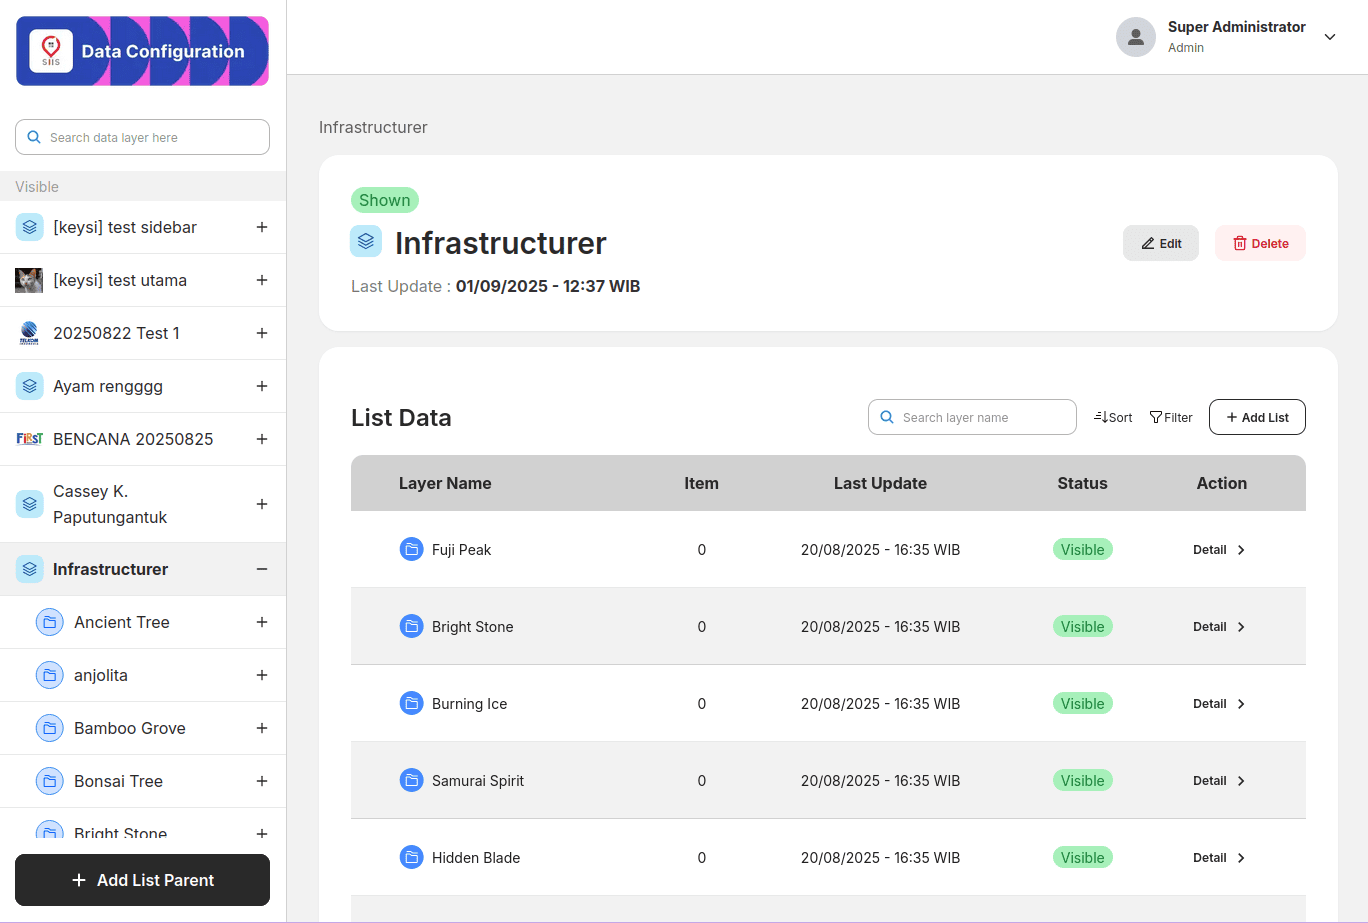 SIIS
Data Configuration
Super Administrator
Admin
Search data layer here
Visible
[keysi] test sidebar
[keysi] test utama
TELKOM
20250822 Test 1
Ayam rengggg
FiRST
BENCANA 20250825
Cassey K.
Paputungantuk
Infrastructurer
Ancient Tree
anjolita
Bamboo Grove
Bonsai Tree
Bright Stone
+ Add List Parent
Infrastructurer
Shown
Infrastructurer
Last Update : 01/09/2025 - 12:37 WIB
Edit
Delete
List Data
Search layer name
Sort
Filter
+ Add List
Layer Name Item Last Update Status Action
Fuji Peak 0 20/08/2025 - 16:35 WIB Visible Detail
Bright Stone 0 20/08/2025 - 16:35 WIB Visible Detail
Burning Ice 0 20/08/2025 - 16:35 WIB Visible Detail
Samurai Spirit 0 20/08/2025 - 16:35 WIB Visible Detail
Hidden Blade 0 20/08/2025 - 16:35 WIB Visible Detail